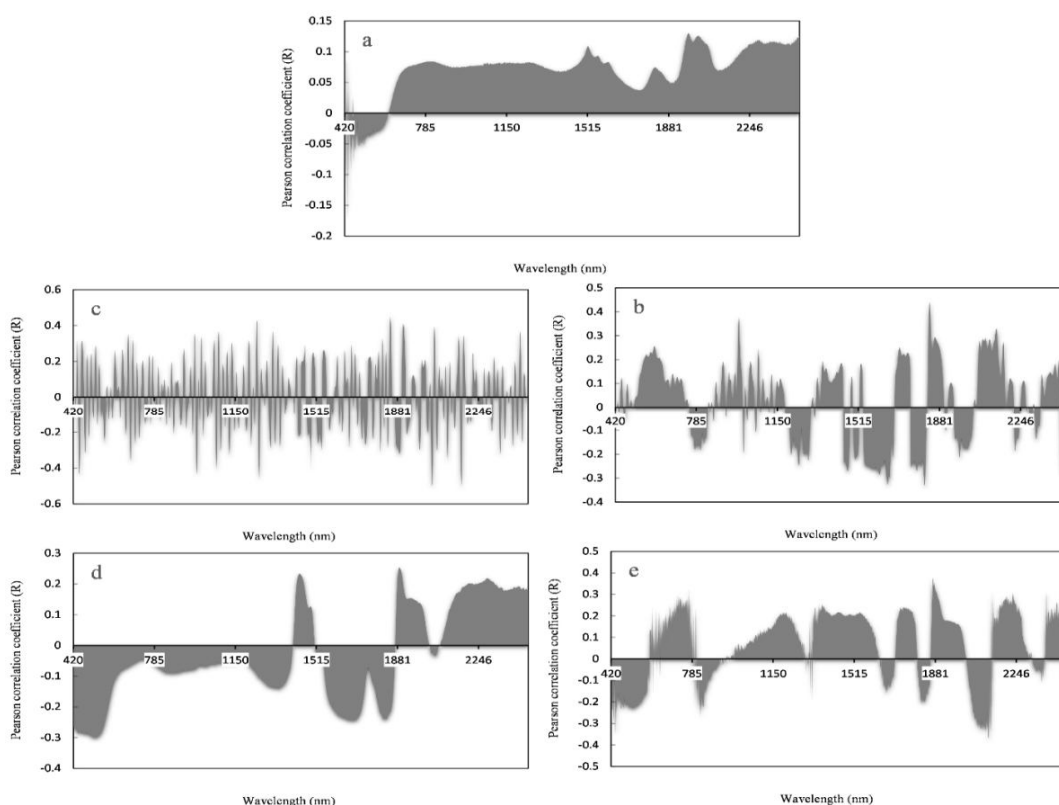 a
Pearson correlation coefficient (R)
0.15
0.1
0.05
0
-0.05
-0.1
-0.15
-0.2
420 785 1150 1515 1881 2246
Wavelength (nm)
c
Pearson correlation coefficient (R)
0.6
0.4
0.2
0
-0.2
-0.4
-0.6
420 785 1150 1515 1881 2246
Wavelength (nm)
b
Pearson correlation coefficient (R)
0.5
0.4
0.3
0.2
0.1
0
-0.1
-0.2
-0.3
-0.4
420 785 1150 1515 1881 2246
Wavelength (nm)
d
Pearson correlation coefficient (R)
0.3
0.2
0.1
0
-0.1
-0.2
-0.3
-0.4
420 785 1150 1515 1881 2246
Wavelength (nm)
e
Pearson correlation coefficient (R)
0.5
0.4
0.3
0.2
0.1
0
-0.1
-0.2
-0.3
-0.4
-0.5
420 785 1150 1515 1881 2246
Wavelength (nm)